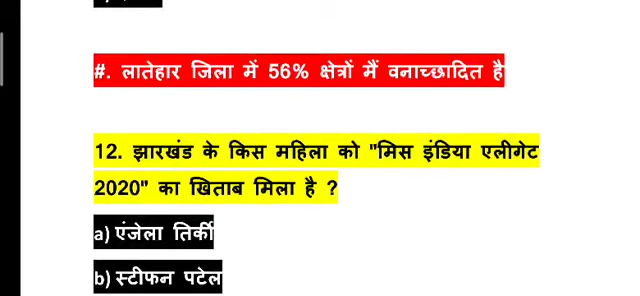 #. लातेहार जिला में 56% क्षेत्रों मैं वनाच्छादित है
12. झारखंड के किस महिला को "मिस इंडिया एलीगेट
2020" का खिताब मिला है ?
a) एंजेला तिर्की
b) स्टीफन पटेल